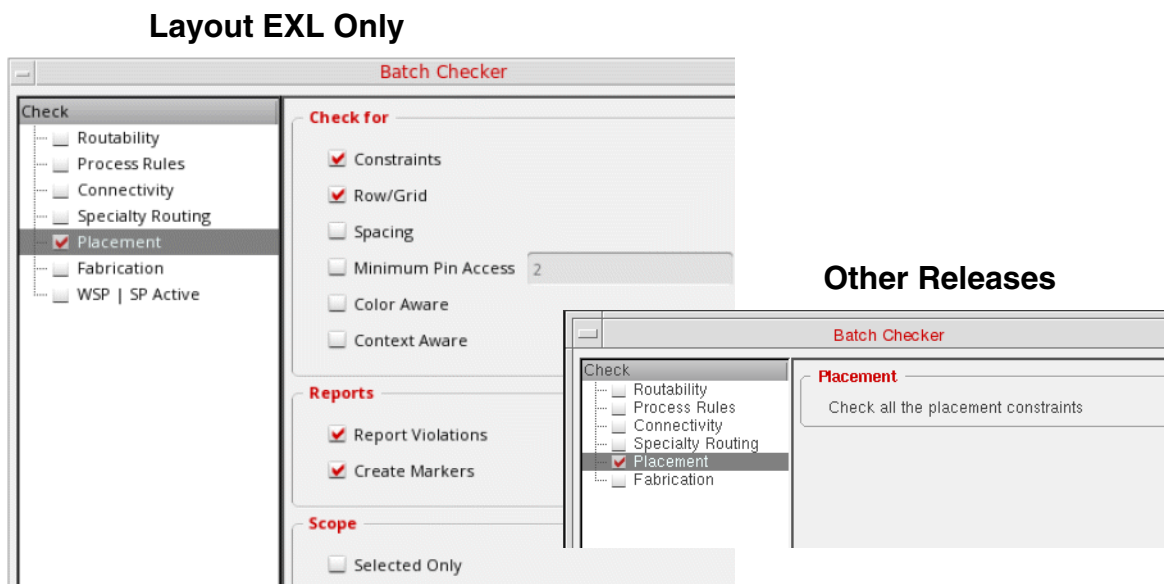 Layout EXL Only
Batch Checker
Check
Routability
Process Rules
Connectivity
Specialty Routing
Placement
Fabrication
WSP | SP Active
Check for
Constraints
Row/Grid
Spacing
Minimum Pin Access 2
Color Aware
Context Aware
Reports
Report Violations
Create Markers
Scope
Selected Only
Other Releases
Batch Checker
Check
Routability
Process Rules
Connectivity
Specialty Routing
Placement
Fabrication
Placement
Check all the placement constraints